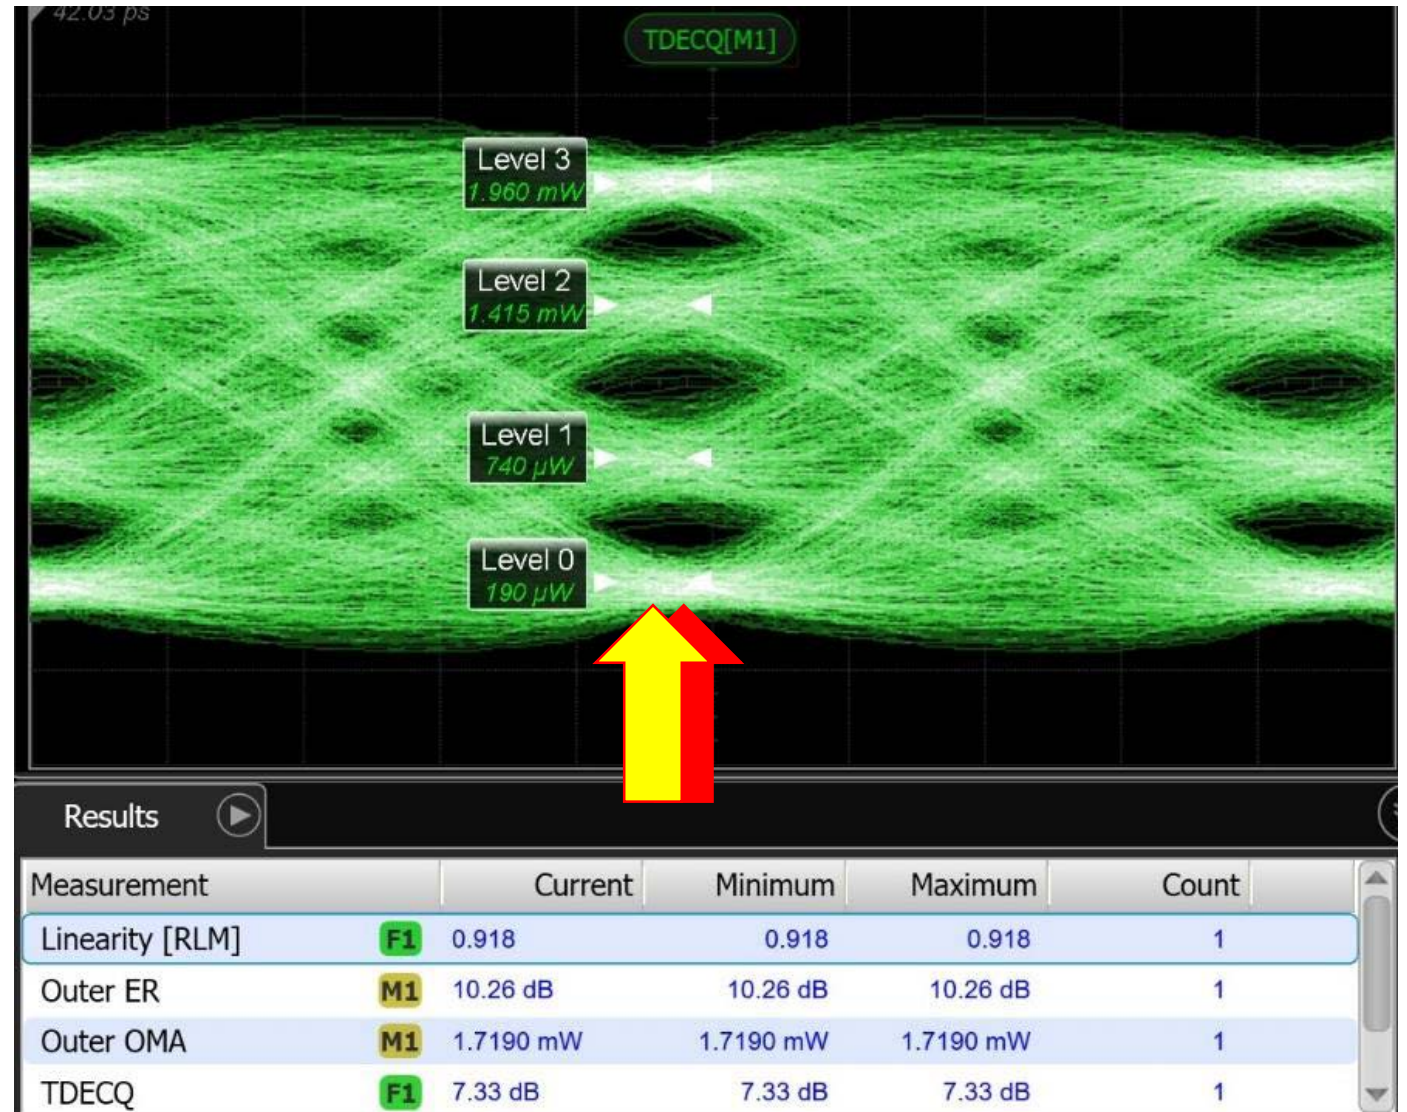 42.03 ps
TDECQ[M1]
Level 3
1.960 mW
Level 2
1.415 mW
Level 1
740 µW
Level 0
190 µW
Results
Measurement Current Minimum Maximum Count
Linearity [RLM] F1 0.918 0.918 0.918 1
Outer ER M1 10.26 dB 10.26 dB 10.26 dB 1
Outer OMA M1 1.7190 mW 1.7190 mW 1.7190 mW 1
TDECQ F1 7.33 dB 7.33 dB 7.33 dB 1